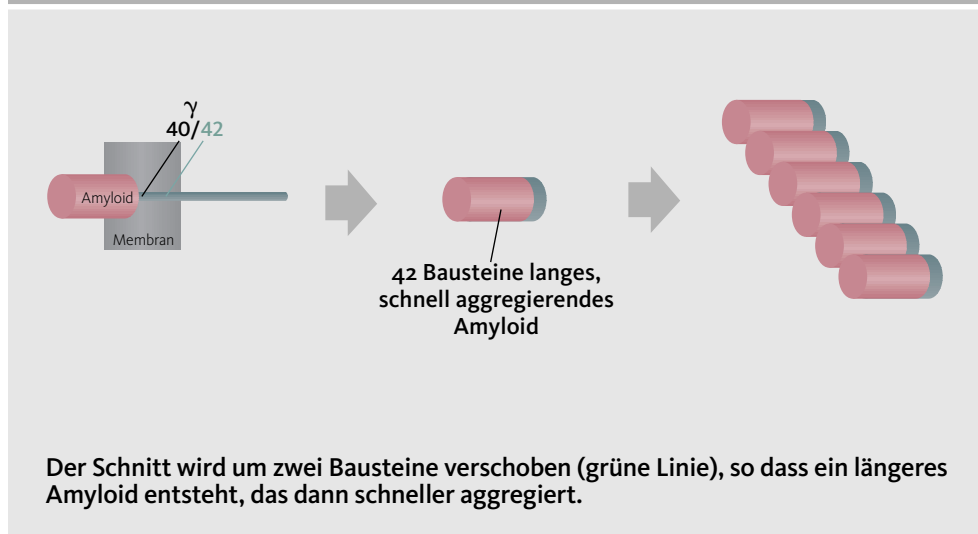 γ
40/42
Amyloid
Membran
42 Bausteine langes,
schnell aggregierendes
Amyloid
Der Schnitt wird um zwei Bausteine verschoben (grüne Linie), so dass ein längeres
Amyloid entsteht, das dann schneller aggregiert.